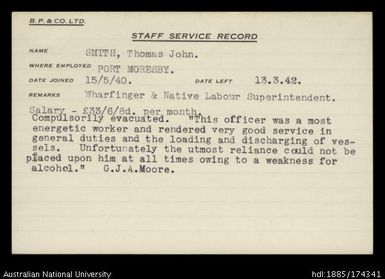 B.P.& CO. LTD.
STAFF SERVICE RECORD
NAME SMITH, Thomas John.
WHERE EMPLOYED PORT MORESBY.
DATE JOINED 15/5/40. DATE LEFT 13.3.42.
REMARKS Wharfinger & Native Labour Superintendent.
Salary - £33/6/8d. per month.
Compulsorily evacuated. "This officer was a most
energetic worker and rendered very good service in
general duties and the loading and discharging of ves-
sels. Unfortunately the utmost reliance could not be
placed upon him at all times owing to a weakness for
alcohol." G.J.A.Moore.
Australian National University hdl:1885/174341